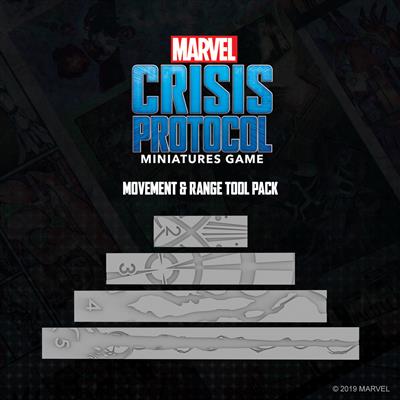 MARVEL
CRISIS
PROTOCOL
MINIATURES GAME
MOVEMENT & RANGE TOOL PACK
2
3
4
5
© 2019 MARVEL